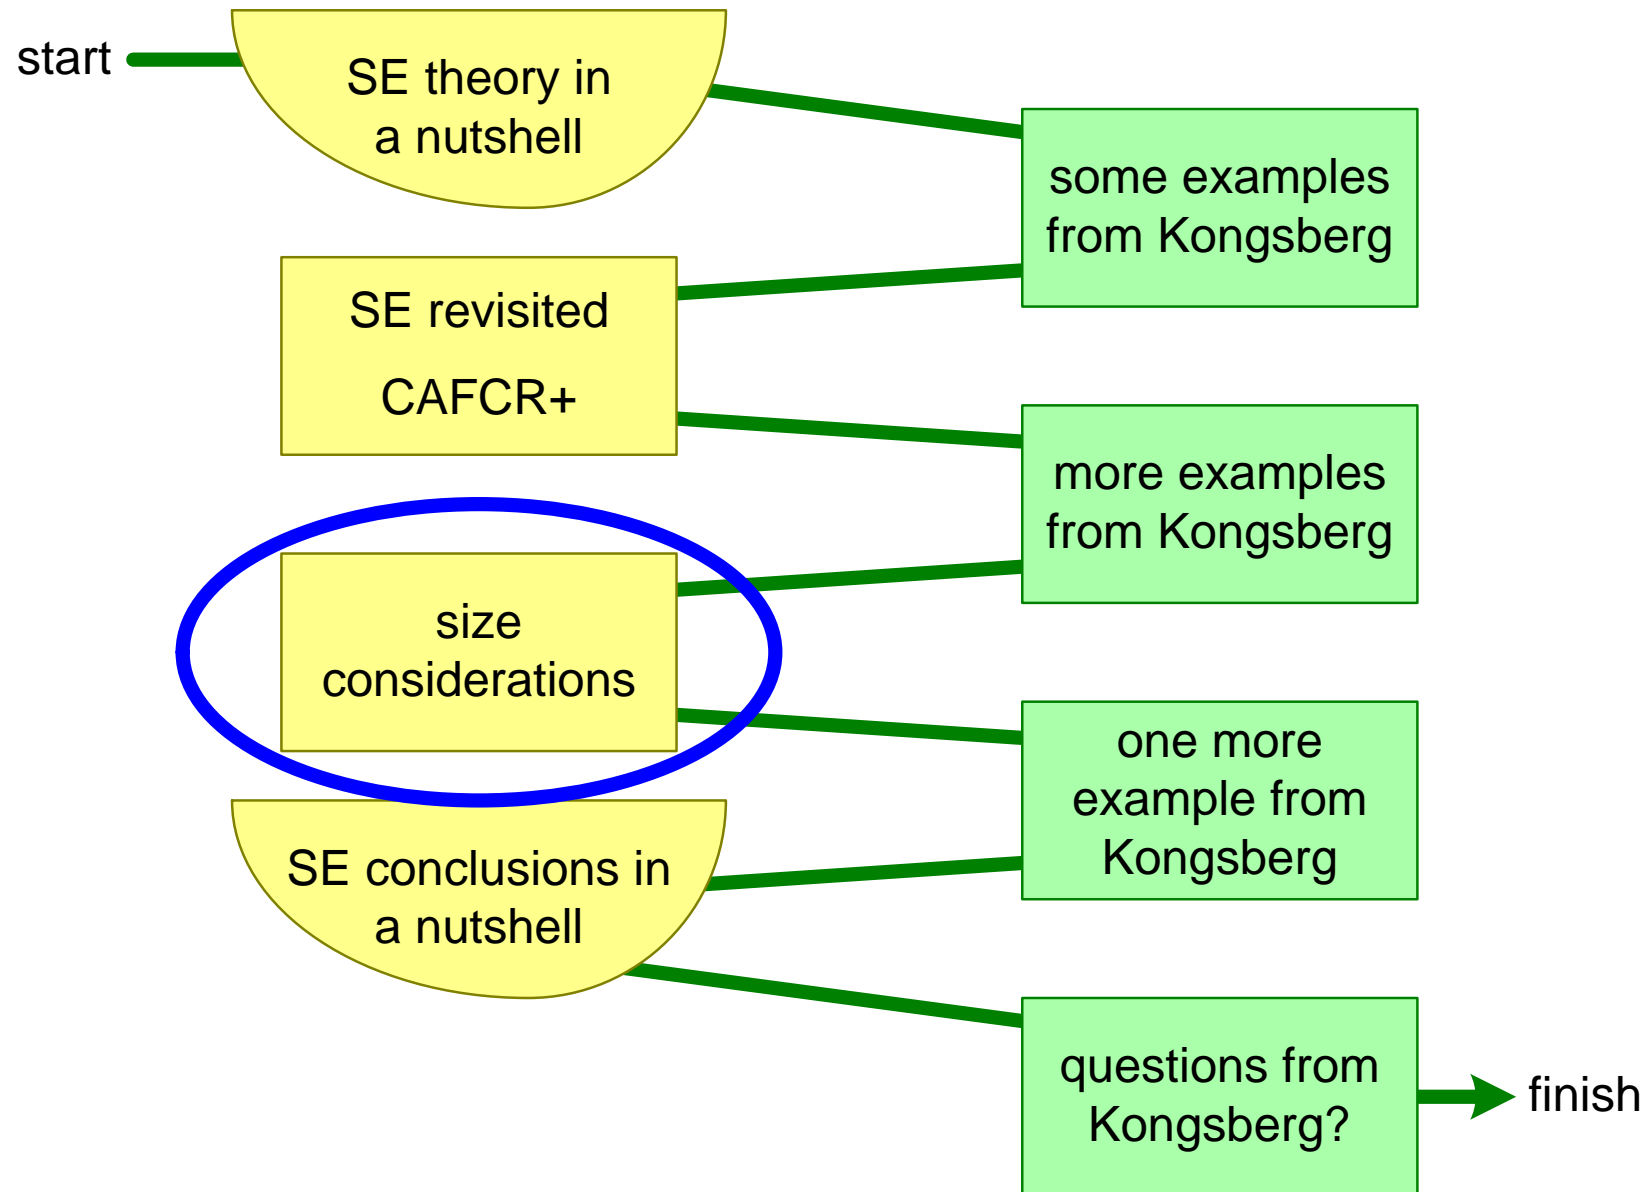 start
SE theory in
a nutshell
some examples
from Kongsberg
SE revisited
CAFCR+
more examples
from Kongsberg
size
considerations
one more
example from
Kongsberg
SE conclusions in
a nutshell
questions from
Kongsberg?
finish